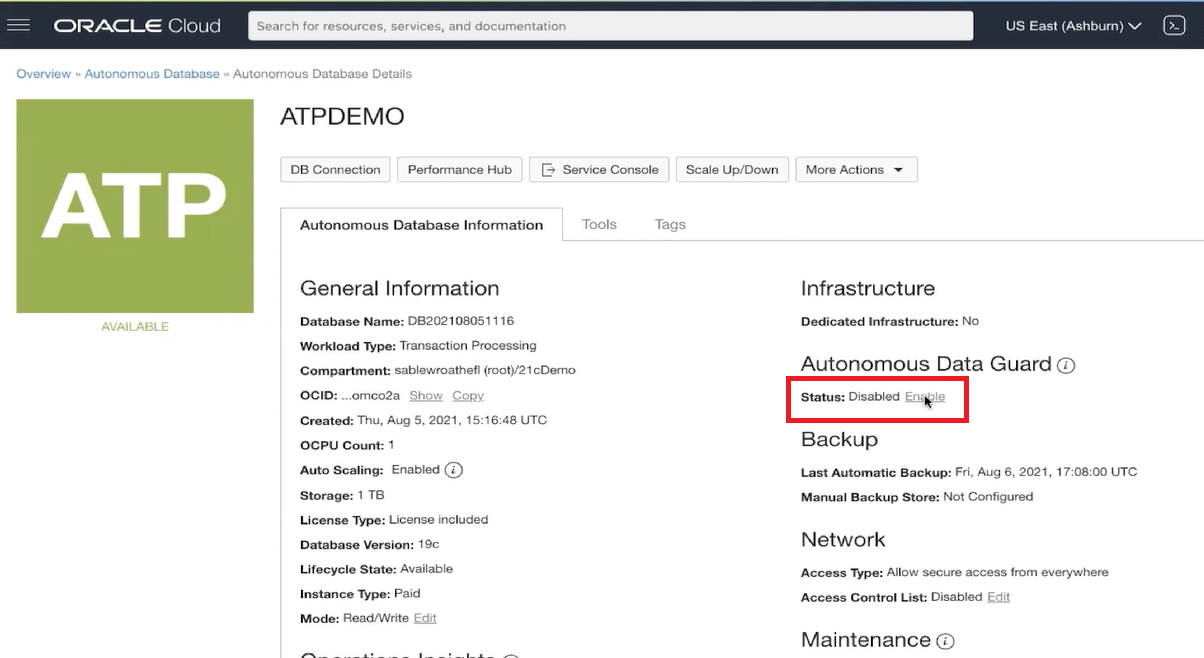 ORACLE Cloud
Search for resources, services, and documentation
US East (Ashburn)
Overview » Autonomous Database » Autonomous Database Details
ATP
AVAILABLE
ATPDEMO
DB Connection
Performance Hub
Service Console
Scale Up/Down
More Actions
Autonomous Database Information
Tools
Tags
General Information
Database Name: DB202108051116
Workload Type: Transaction Processing
Compartment: sablewroathefl (root)/21cDemo
OCID: ...omco2a Show Copy
Created: Thu, Aug 5, 2021, 15:16:48 UTC
OCPU Count: 1
Auto Scaling: Enabled i
Storage: 1 TB
License Type: License included
Database Version: 19c
Lifecycle State: Available
Instance Type: Paid
Mode: Read/Write Edit
Operations Insights
Infrastructure
Dedicated Infrastructure: No
Autonomous Data Guard i
Status: Disabled Enable
Backup
Last Automatic Backup: Fri, Aug 6, 2021, 17:08:00 UTC
Manual Backup Store: Not Configured
Network
Access Type: Allow secure access from everywhere
Access Control List: Disabled Edit
Maintenance i